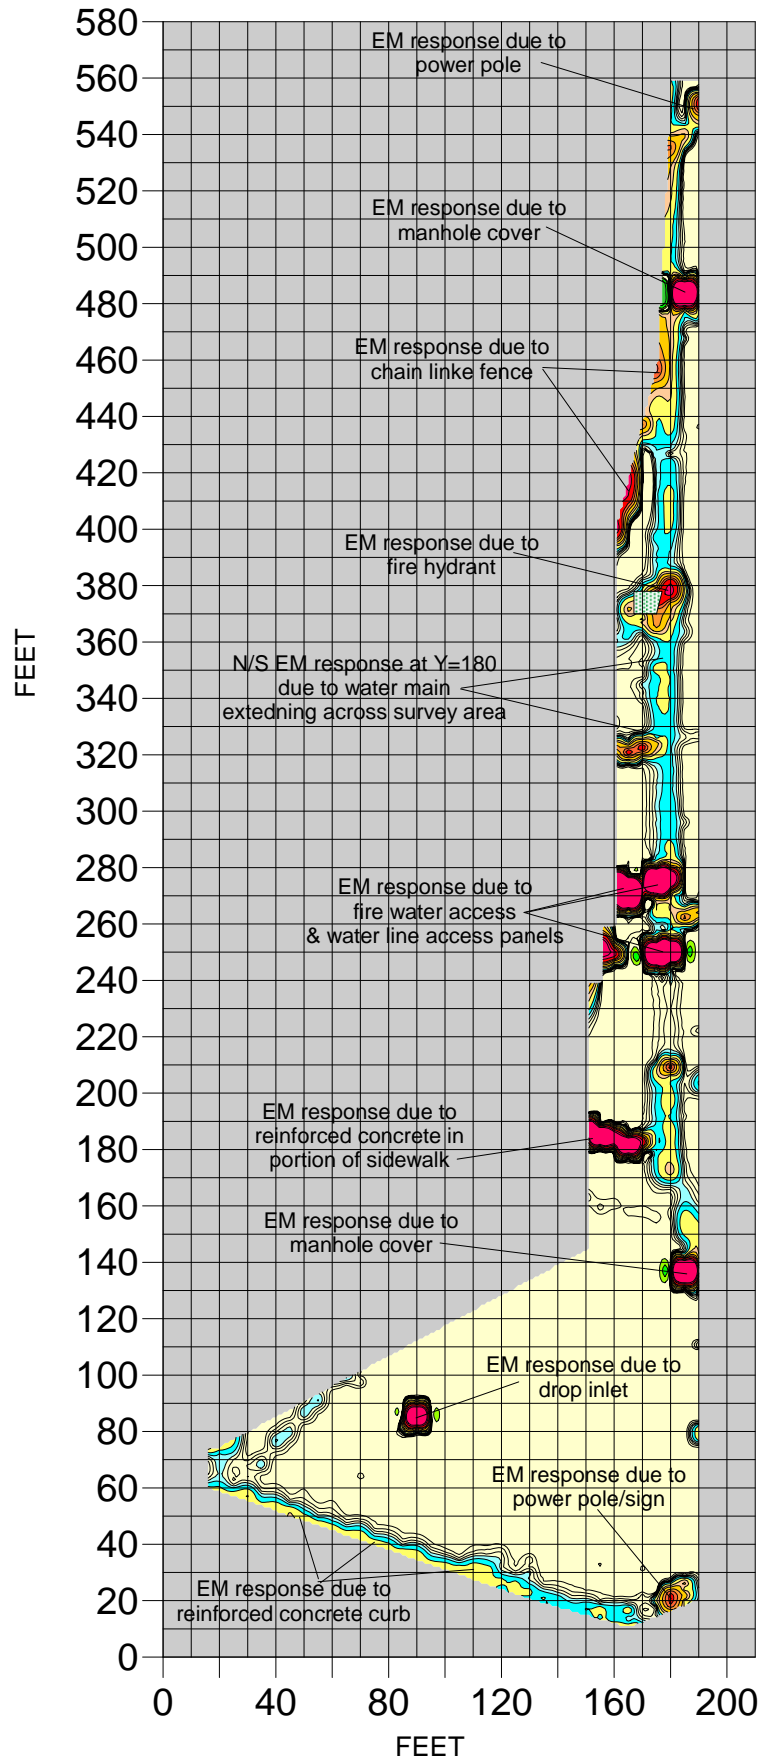 580
EM response due to
power pole
560
540
520
EM response due to
manhole cover
500
480
460
EM response due to
chain linke fence
440
420
400
EM response due to
fire hydrant
380
360
FEET
N/S EM response at Y=180
due to water main
extedning across survey area
340
320
300
280
EM response due to
fire water access
& water line access panels
260
240
220
200
EM response due to
reinforced concrete in
portion of sidewalk
180
160
EM response due to
manhole cover
140
120
100
EM response due to
drop inlet
80
60
EM response due to
power pole/sign
40
EM response due to
reinforced concrete curb
20
0
0 40 80 120 160 200
FEET